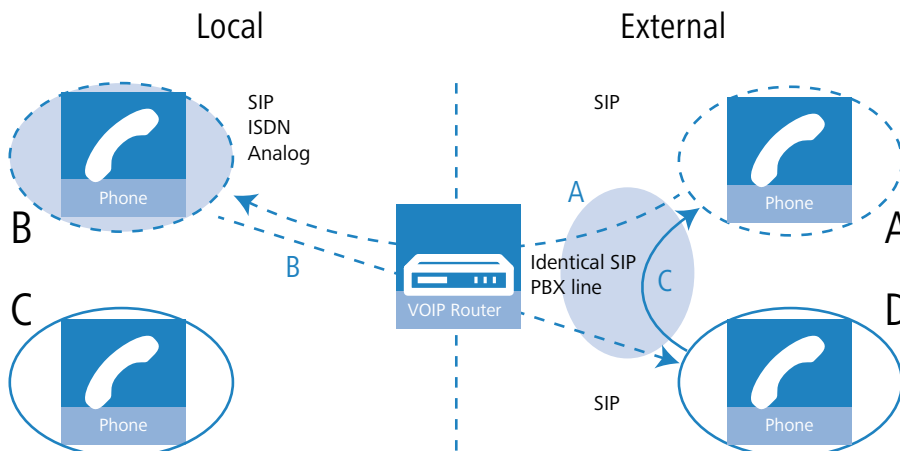 Local
External
SIP
ISDN
Analog
SIP
Phone
Phone
B
A
A
B
Identical SIP
PBX line
C
VOIP Router
C
D
Phone
SIP
Phone